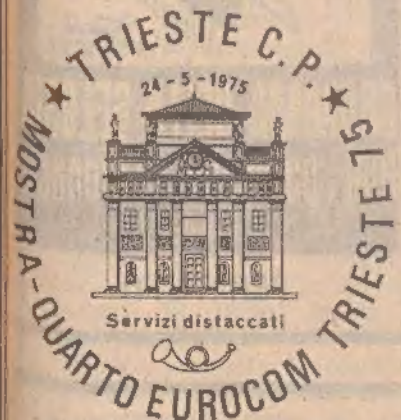 ★ TRIESTE C.P. ★
24-5-1975
Servizi distaccati
MOSTRA-QUARTO EUROCOM TRIESTE 75